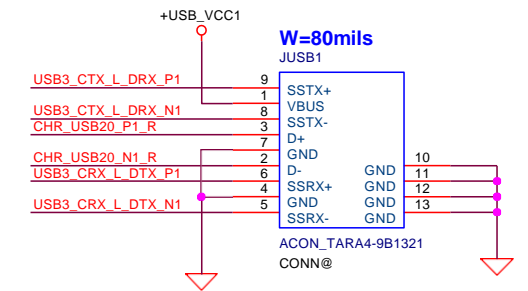 +USB_VCC1
W=80mils
JUSB1
USB3_CTX_L_DRX_P1 9 SSTX+
1 VBUS
USB3_CTX_L_DRX_N1 8 SSTX-
CHR_USB20_P1_R 3 D+
7 GND
CHR_USB20_N1_R 2 D- GND 10
USB3_CRX_L_DTX_P1 6 SSRX+ GND 11
4 GND GND 12
USB3_CRX_L_DTX_N1 5 SSRX- GND 13
ACON_TARA4-9B1321
CONN@